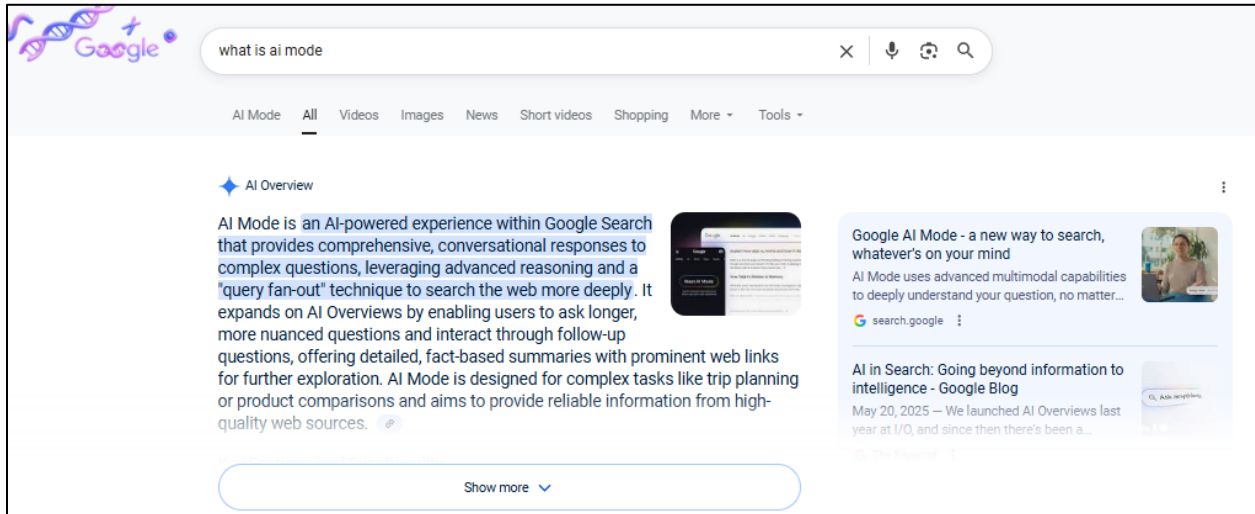 Google
what is ai mode
AI Mode All Videos Images News Short videos Shopping More Tools
AI Overview
AI Mode is an AI-powered experience within Google Search
that provides comprehensive, conversational responses to
complex questions, leveraging advanced reasoning and a
"query fan-out" technique to search the web more deeply. It
expands on AI Overviews by enabling users to ask longer,
more nuanced questions and interact through follow-up
questions, offering detailed, fact-based summaries with prominent web links
for further exploration. AI Mode is designed for complex tasks like trip planning
or product comparisons and aims to provide reliable information from high-
quality web sources.
Show more
Google AI Mode - a new way to search,
whatever's on your mind
AI Mode uses advanced multimodal capabilities
to deeply understand your question, no matter...
search.google
AI in Search: Going beyond information to
intelligence - Google Blog
May 20, 2025 — We launched AI Overviews last
year at I/O, and since then there's been a...
Ask anything